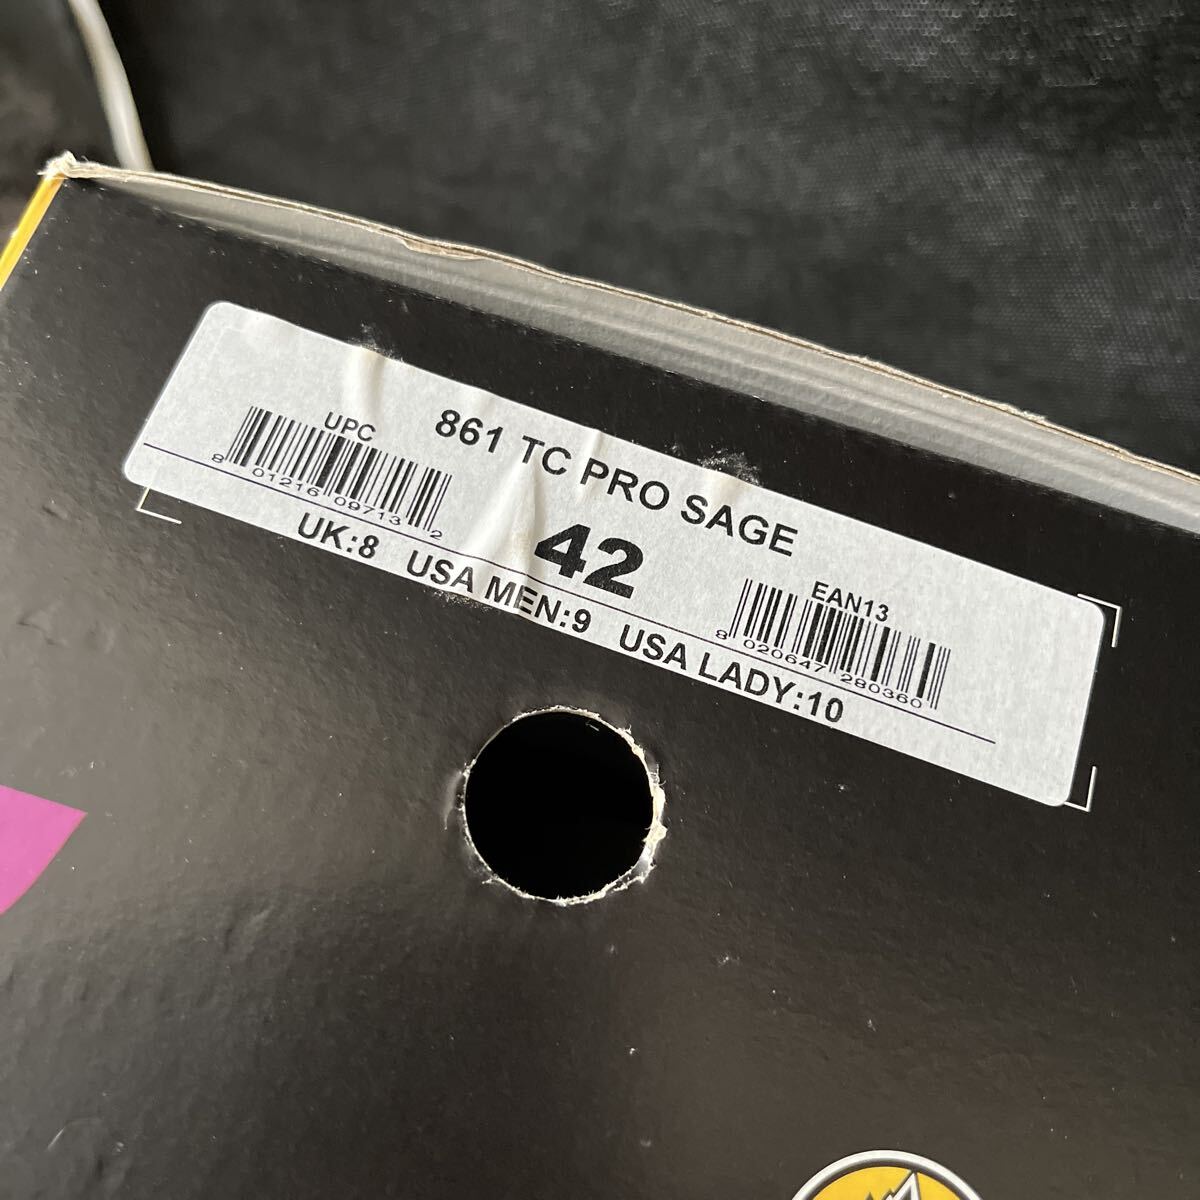 861 TC PRO SAGE
UPC
8 01216 09713 2
42
EAN13
8 020647 280360
UK:8 USA MEN:9 USA LADY:10